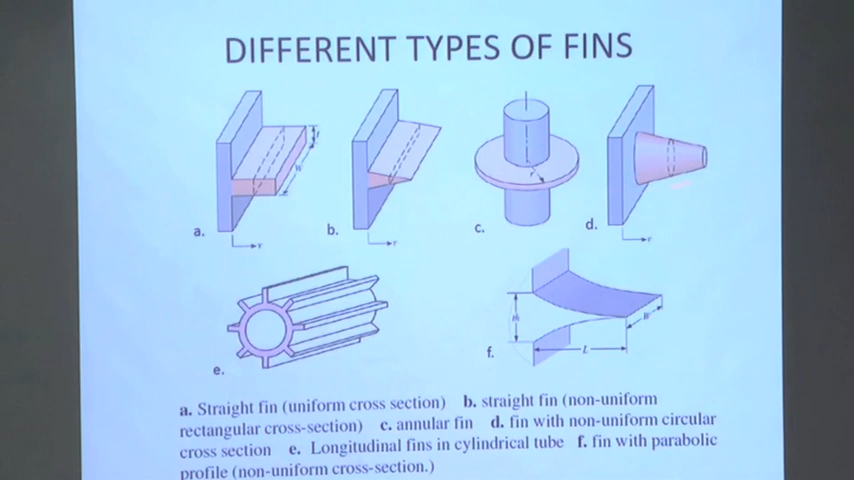 DIFFERENT TYPES OF FINS
a.
b.
c.
d.
e.
f.
L
a. Straight fin (uniform cross section) b. straight fin (non-uniform
rectangular cross-section) c. annular fin d. fin with non-uniform circular
cross section e. Longitudinal fins in cylindrical tube f. fin with parabolic
profile (non-uniform cross-section.)